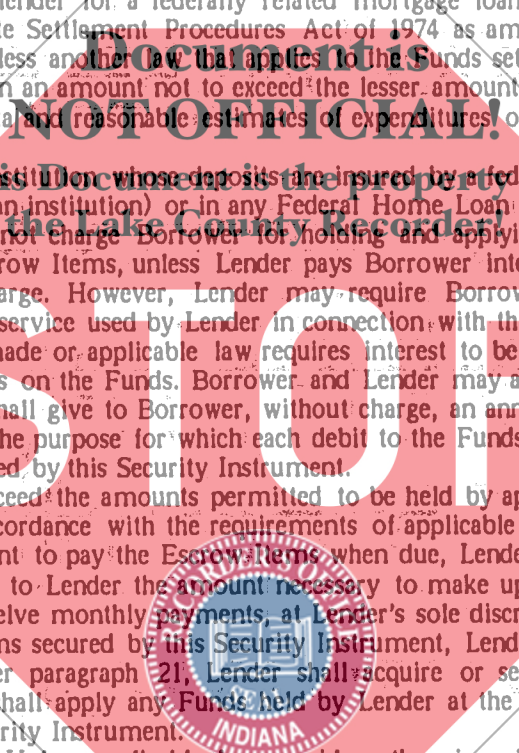 lender for a federally related mortgage loan
te Settlement Procedures Act of 1974 as am
less another law that applies to the Funds set
n an amount not to exceed the lesser amount
al and reasonable estimates of expenditures o
Document is
NOT OFFICIAL!
is Document is the property
the Lake County Recorder!
stitution whose deposits are insured by a fed
an institution) or in any Federal Home Loan
not charge Borrower for holding and applyi
row Items, unless Lender pays Borrower inte
arge. However, Lender may require Borrow
service used by Lender in connection with th
made or applicable law requires interest to be
s on the Funds. Borrower and Lender may a
hall give to Borrower, without charge, an ann
he purpose for which each debit to the Funds
ed by this Security Instrument.
STOP
ceed the amounts permitted to be held by ap
cordance with the requirements of applicable
nt to pay the Escrow Items when due, Lende
to Lender the amount necessary to make up
elve monthly payments, at Lender's sole discr
ms secured by this Security Instrument, Lend
er paragraph 21, Lender shall acquire or se
hall apply any Funds held by Lender at the
rity Instrument.
SEAL
INDIANA